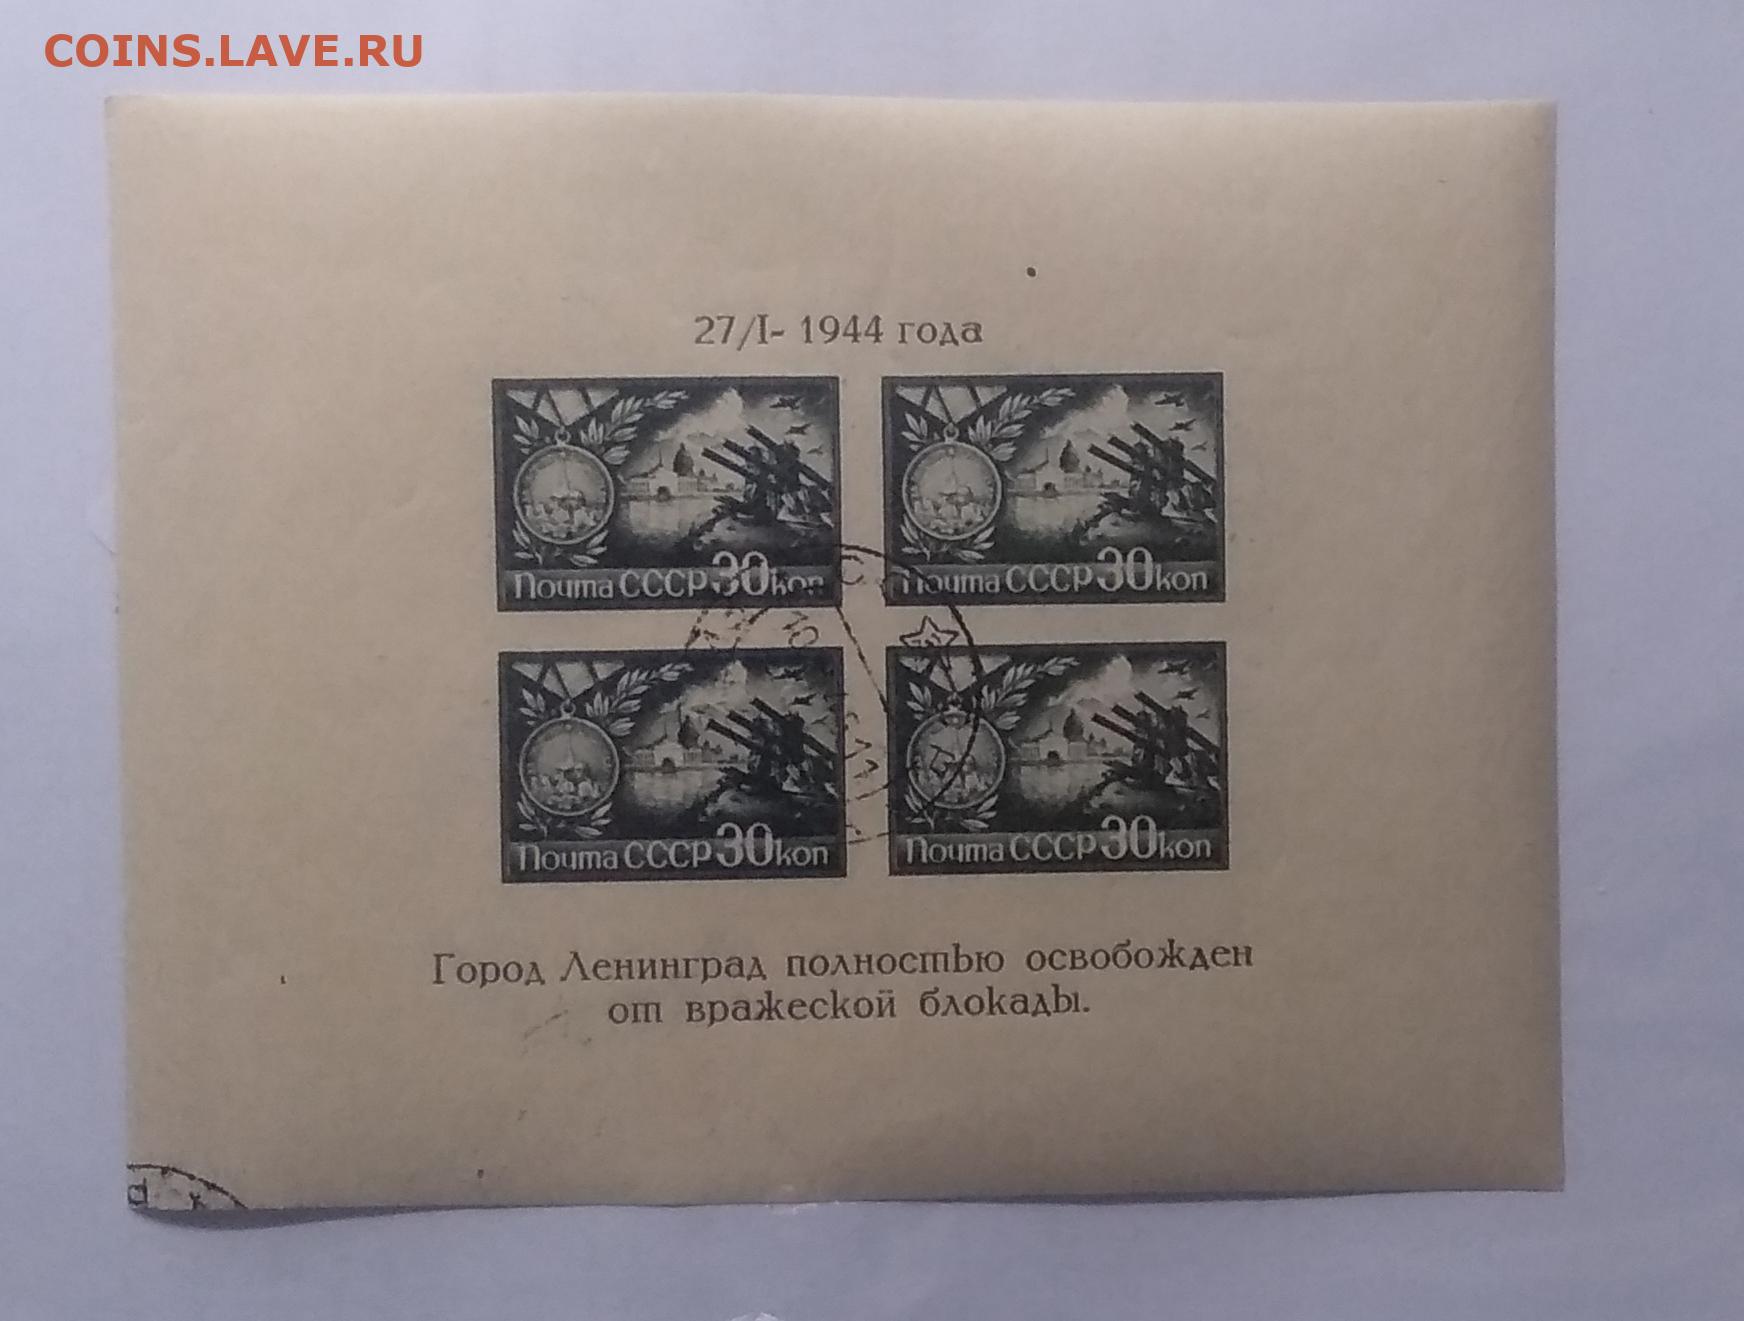 COINS.LAVE.RU
27/I- 1944 года
Почта СССР 30 коп
Почта СССР 30 коп
Почта СССР 30 коп
Почта СССР 30 коп
Город Ленинград полностью освобожден
от вражеской блокады.